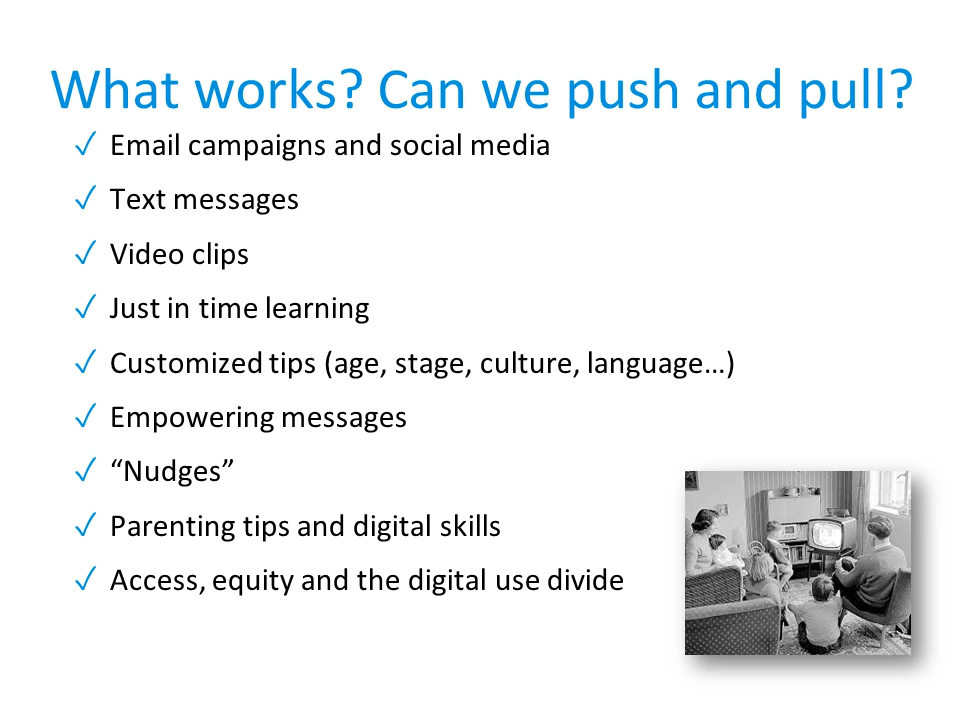 What works? Can we push and pull?
✓ Email campaigns and social media
✓ Text messages
✓ Video clips
✓ Just in time learning
✓ Customized tips (age, stage, culture, language…)
✓ Empowering messages
✓ “Nudges”
✓ Parenting tips and digital skills
✓ Access, equity and the digital use divide